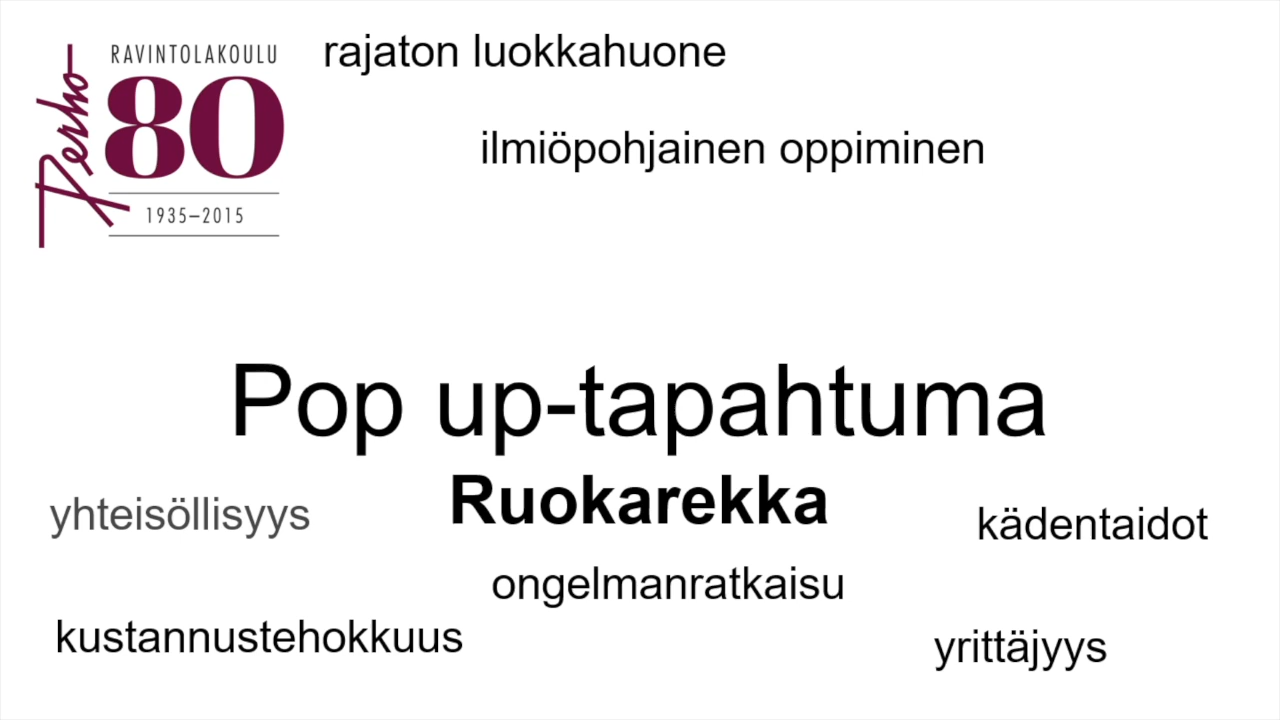 RAVINTOLAKOULU
Perho
80
1935–2015
rajaton luokkahuone
ilmiöpohjainen oppiminen
Pop up-tapahtuma
Ruokarekka
yhteisöllisyys
kädentaidot
ongelmanratkaisu
kustannustehokkuus
yrittäjyys